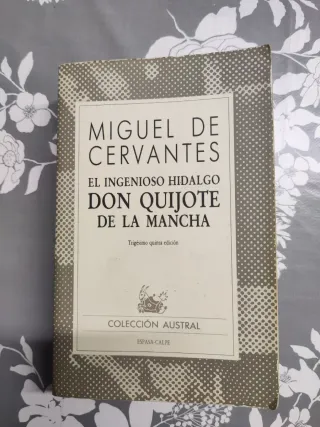 MIGUEL DE
CERVANTES
EL INGENIOSO HIDALGO
DON QUIJOTE
DE LA MANCHA
Trigésimo quinta edición
COLECCIÓN AUSTRAL
ESPASA-CALPE